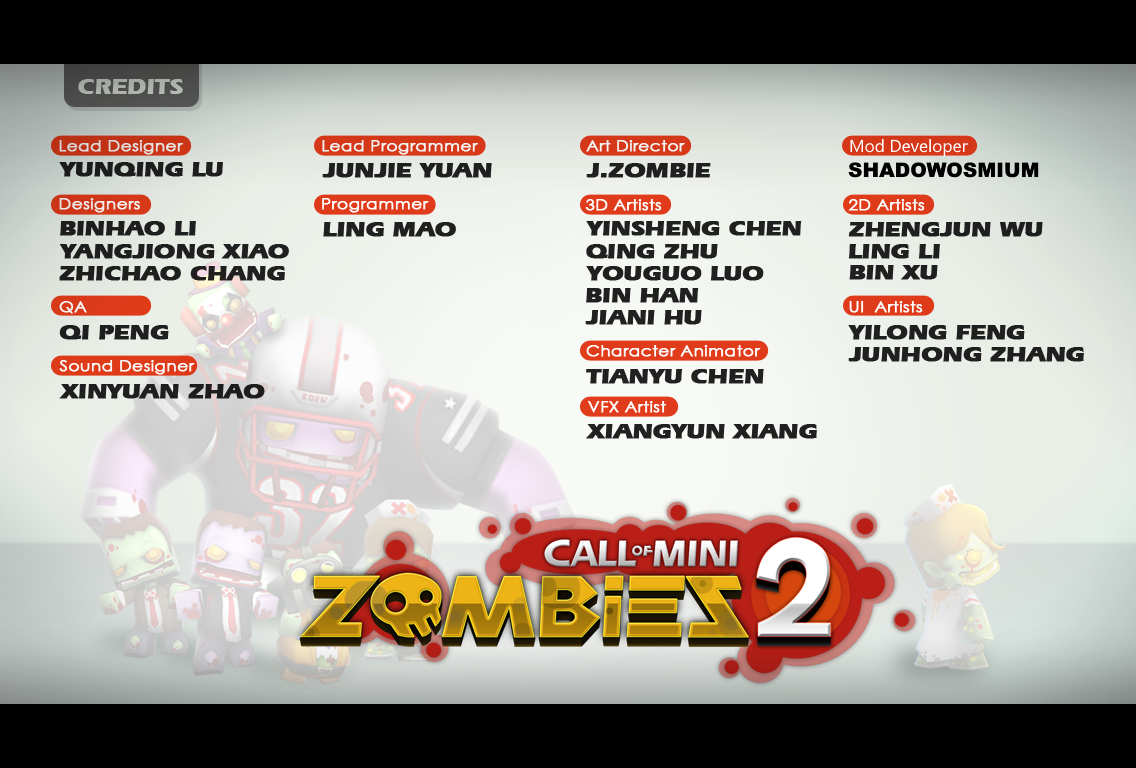 CREDITS
Lead Designer
YUNQING LU
Designers
BINHAO LI
YANGJIONG XIAO
ZHICHAO CHANG
QA
QI PENG
Sound Designer
XINYUAN ZHAO
Lead Programmer
JUNJIE YUAN
Programmer
LING MAO
Art Director
J.ZOMBIE
3D Artists
YINSHENG CHEN
QING ZHU
YOUGUO LUO
BIN HAN
JIANI HU
Character Animator
TIANYU CHEN
VFX Artist
XIANGYUN XIANG
Mod Developer
SHADOWOSMIUM
2D Artists
ZHENGJUN WU
LING LI
BIN XU
UI Artists
YILONG FENG
JUNHONG ZHANG
CALL OF MINI
ZOMBIES 2